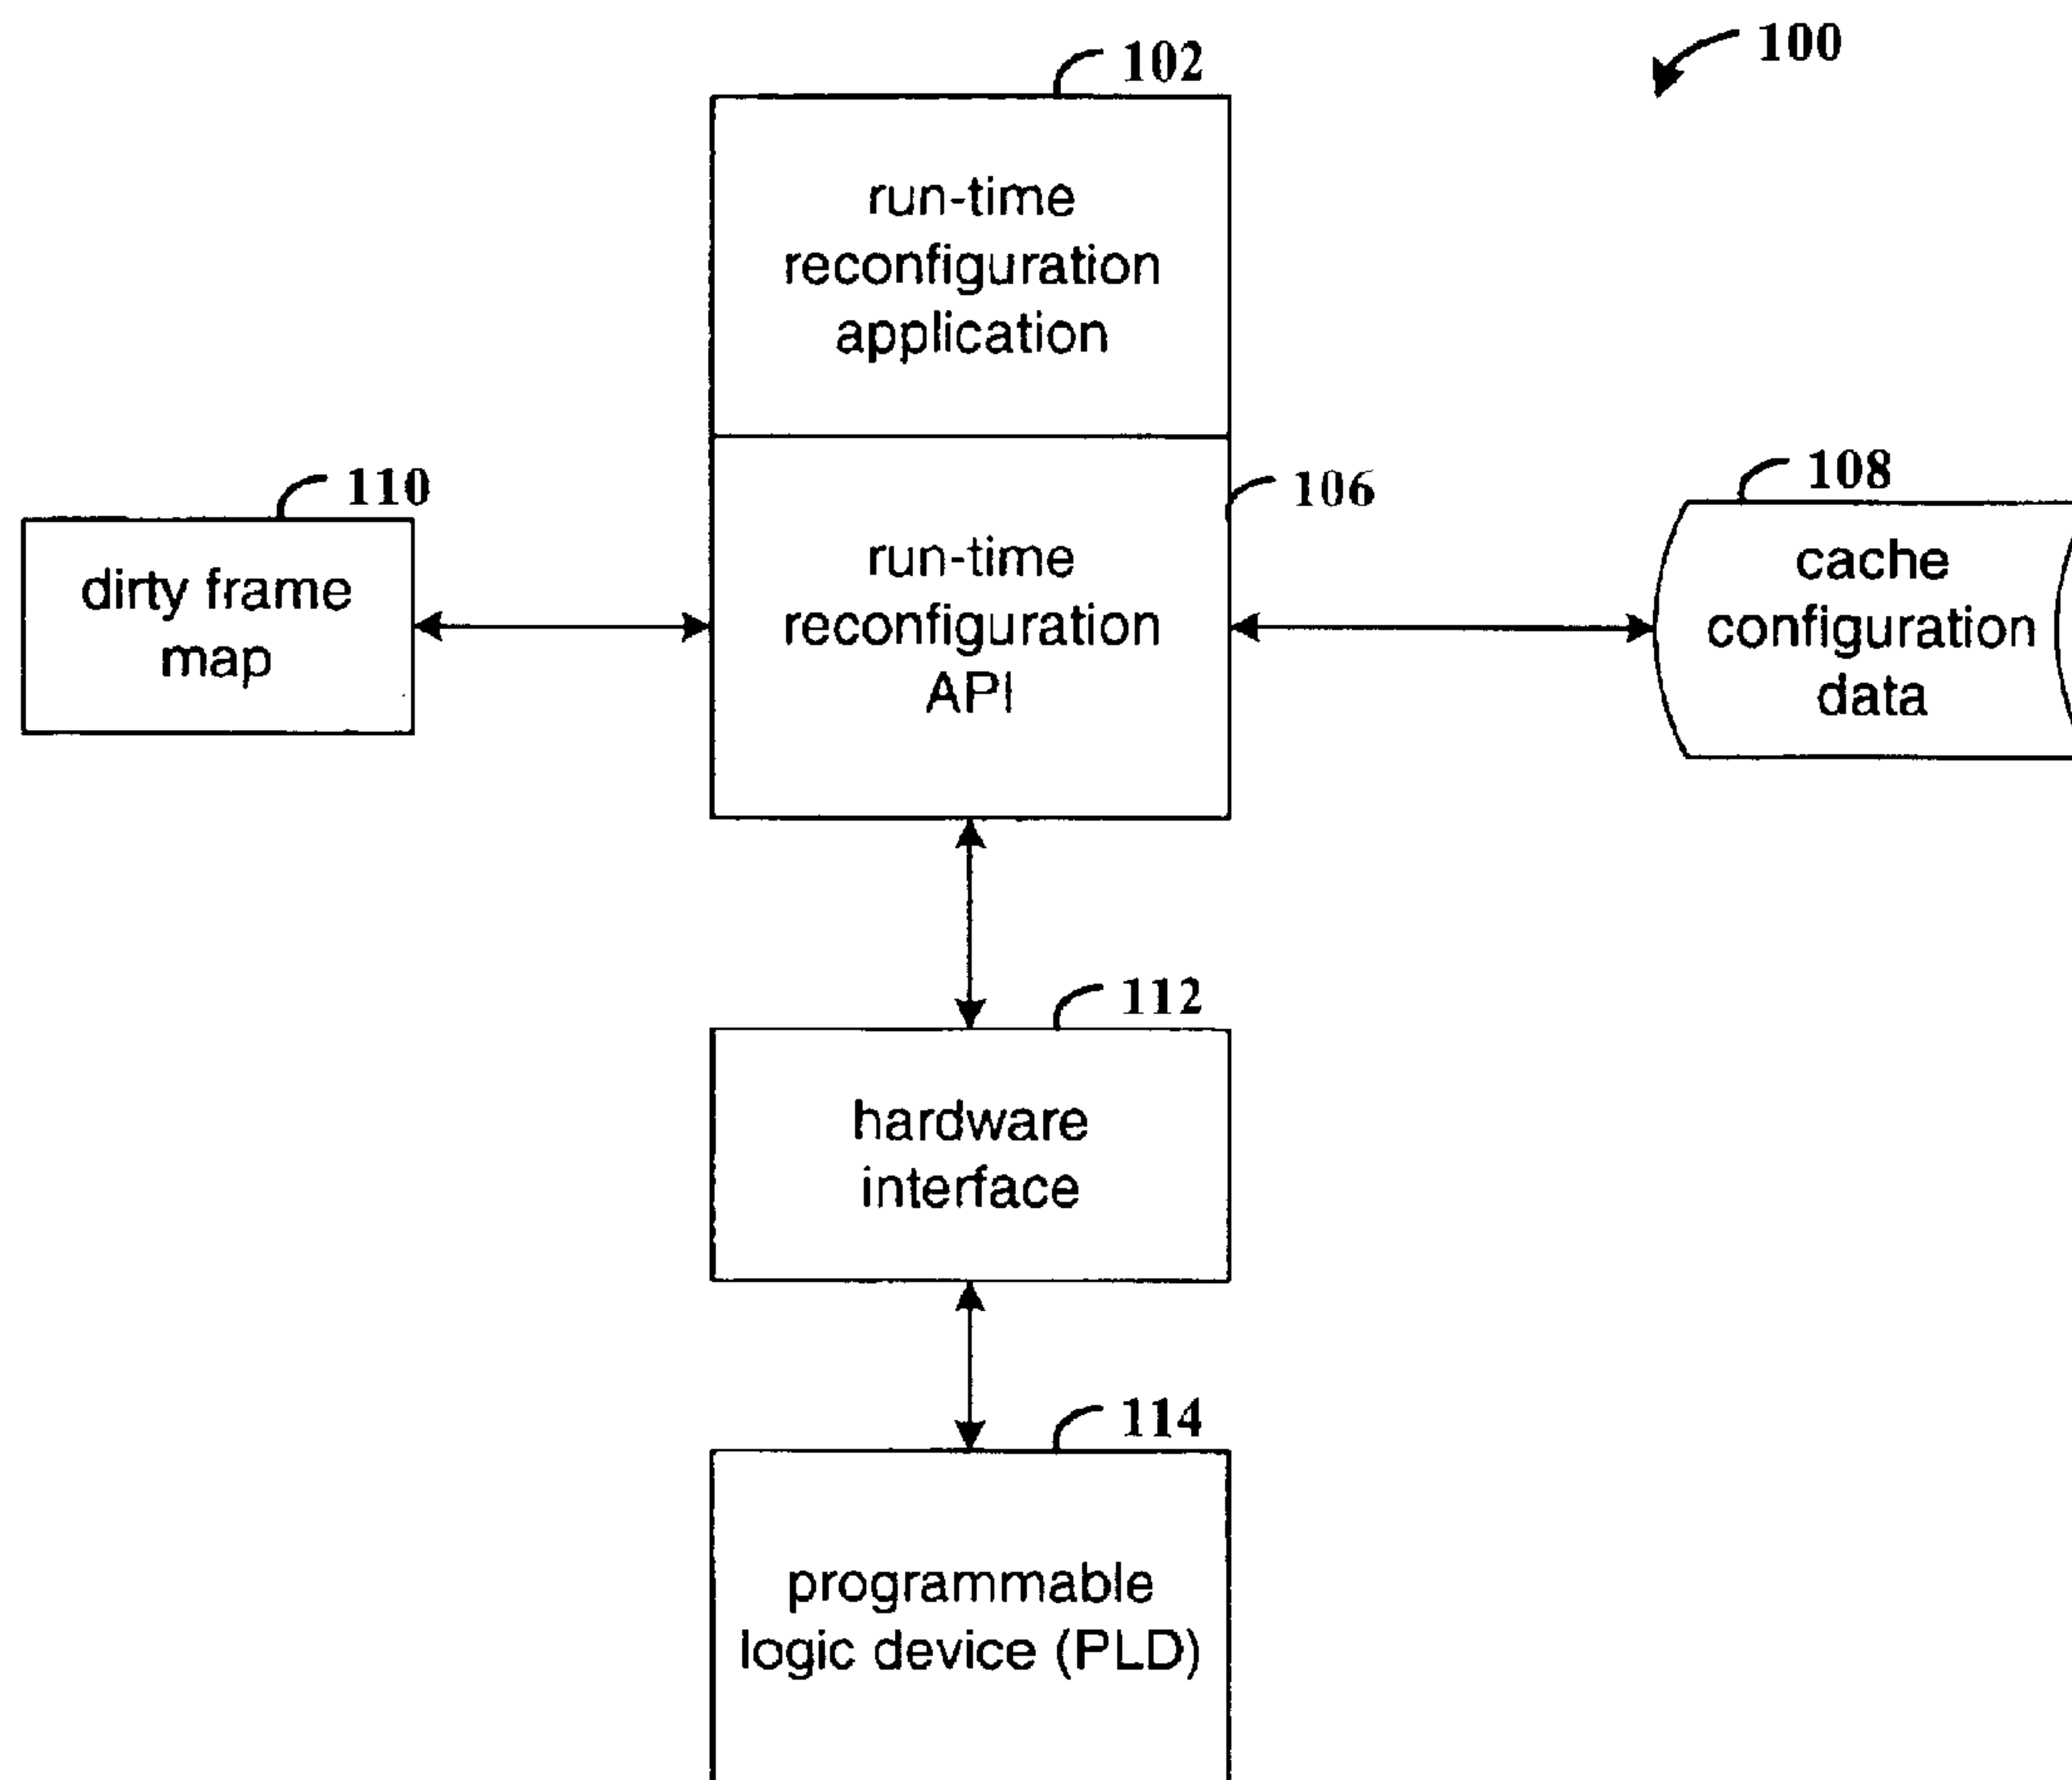 100
102
run-time
reconfiguration
application
110
dirty frame
map
106
run-time
reconfiguration
API
108
cache
configuration
data
112
hardware
interface
114
programmable
logic device (PLD)